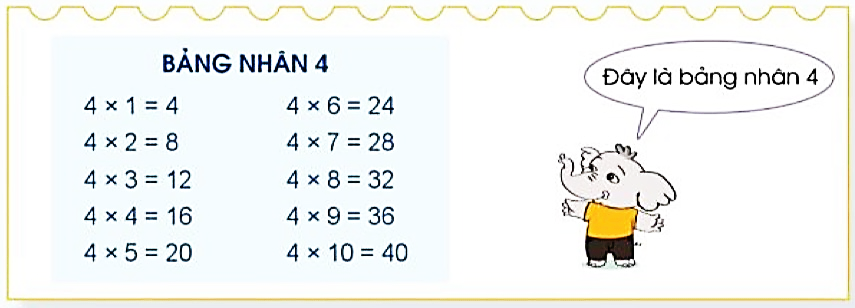 BẢNG NHÂN 4
4 × 1 = 4
4 × 2 = 8
4 × 3 = 12
4 × 4 = 16
4 × 5 = 20
4 × 6 = 24
4 × 7 = 28
4 × 8 = 32
4 × 9 = 36
4 × 10 = 40
Đây là bảng nhân 4